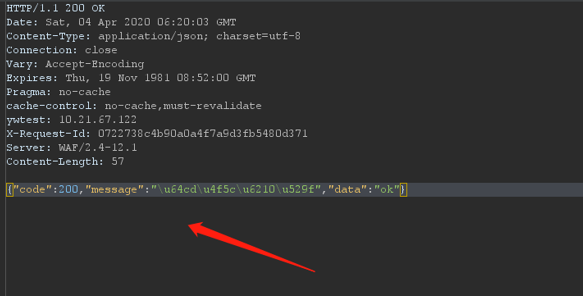 HTTP/1.1 200 OK
Date: Sat, 04 Apr 2020 06:20:03 GMT
Content-Type: application/json; charset=utf-8
Connection: close
Vary: Accept-Encoding
Expires: Thu, 19 Nov 1981 08:52:00 GMT
Pragma: no-cache
cache-control: no-cache,must-revalidate
ywtest: 10.21.67.122
X-Request-Id: 0722738c4b90a0a4f7a9d3fb5480d371
Server: WAF/2.4-12.1
Content-Length: 57
{"code":200,"message":"\u64cd\u4f5c\u6210\u529f","data":"ok"}